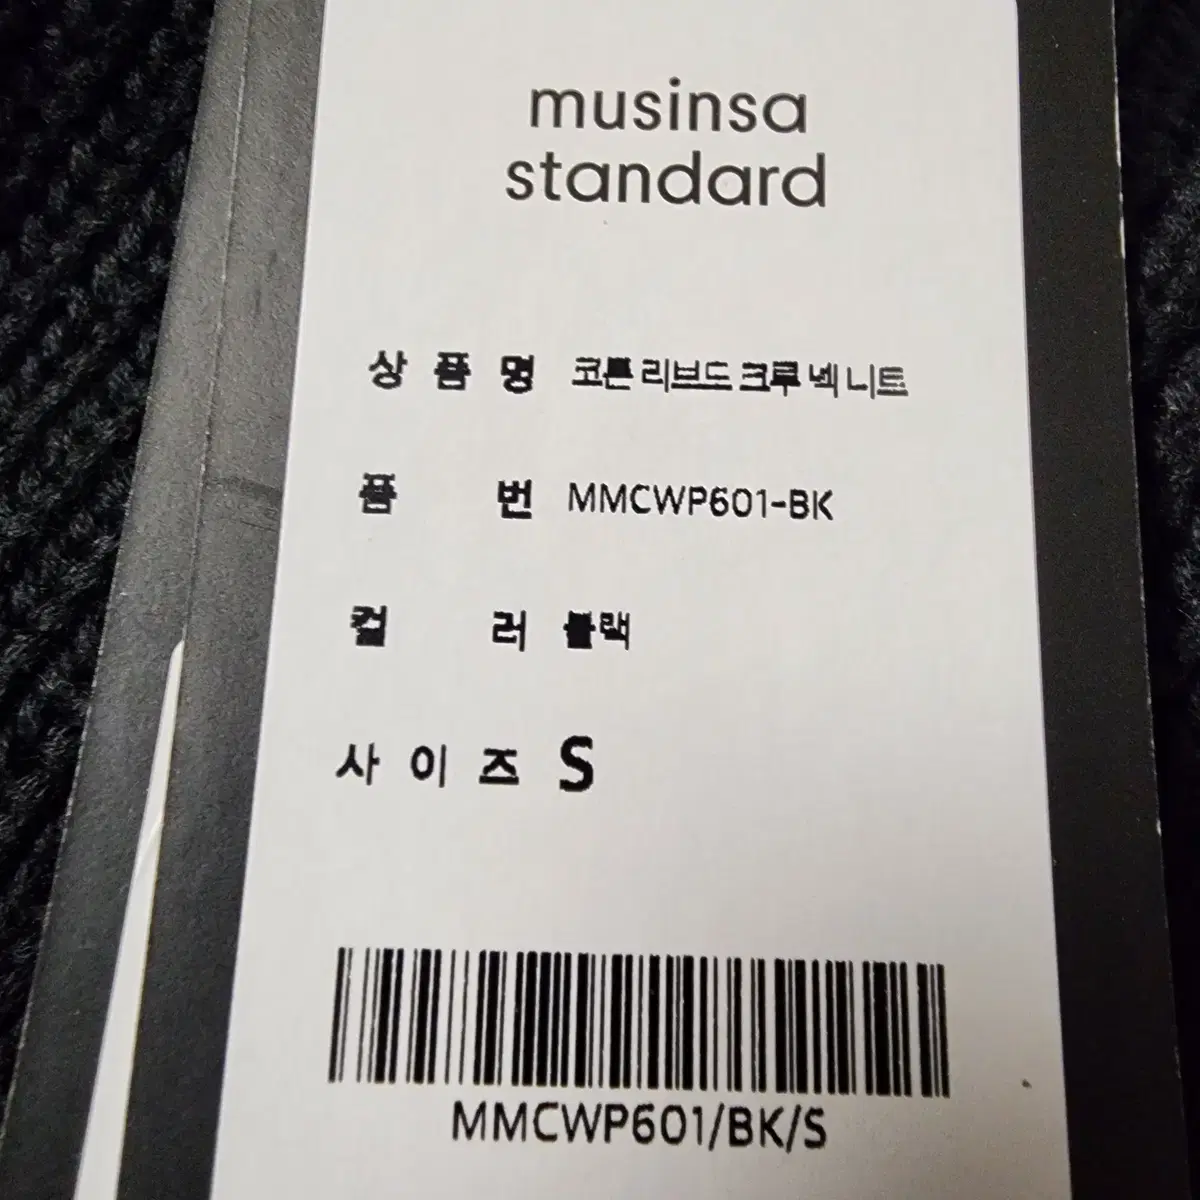 musinsa
standard
상 품 명 코튼 리브드 크루 넥 니트
품 번 MMCWP601-BK
컬 러 블랙
사 이 즈 S
MMCWP601/BK/S